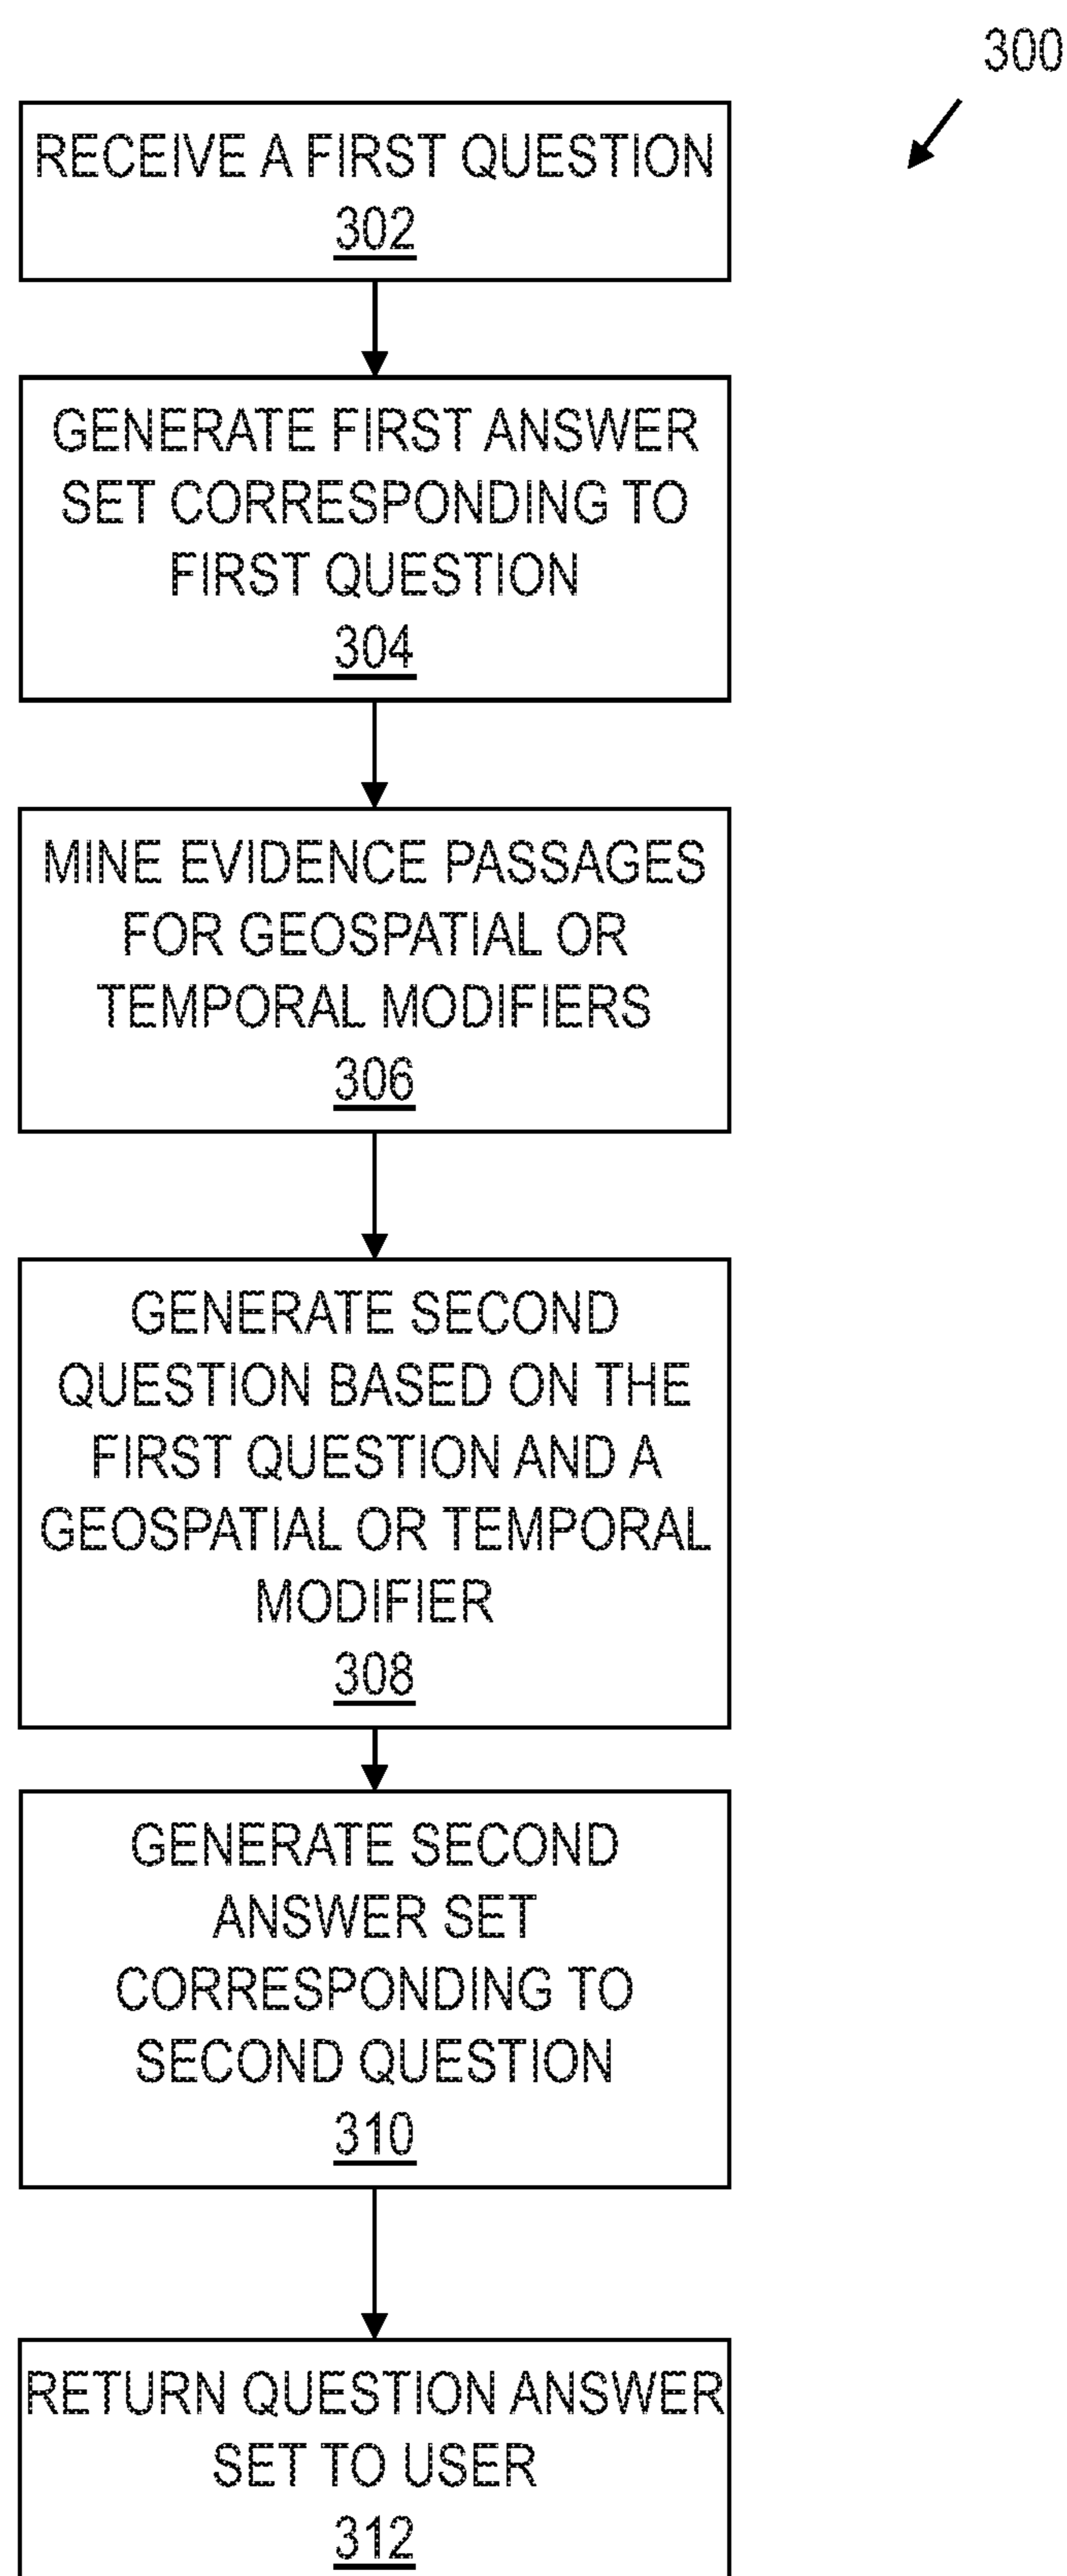 300
RECEIVE A FIRST QUESTION
302
GENERATE FIRST ANSWER
SET CORRESPONDING TO
FIRST QUESTION
304
MINE EVIDENCE PASSAGES
FOR GEOSPATIAL OR
TEMPORAL MODIFIERS
306
GENERATE SECOND
QUESTION BASED ON THE
FIRST QUESTION AND A
GEOSPATIAL OR TEMPORAL
MODIFIER
308
GENERATE SECOND
ANSWER SET
CORRESPONDING TO
SECOND QUESTION
310
RETURN QUESTION ANSWER
SET TO USER
312